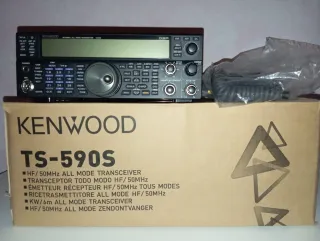 KENWOOD
TS-590S
■ HF/50MHz ALL MODE TRANSCEIVER
■ TRANSCEPTOR TODO MODO HF/50MHz
■ ÉMETTEUR RÉCEPTEUR HF/50MHz TOUS MODES
■ RICETRASMETTITORE ALL MODE HF/50MHz
■ KW/6m ALL MODE TRANSCEIVER
■ HF/50MHz ALL MODE ZENDONTVANGER